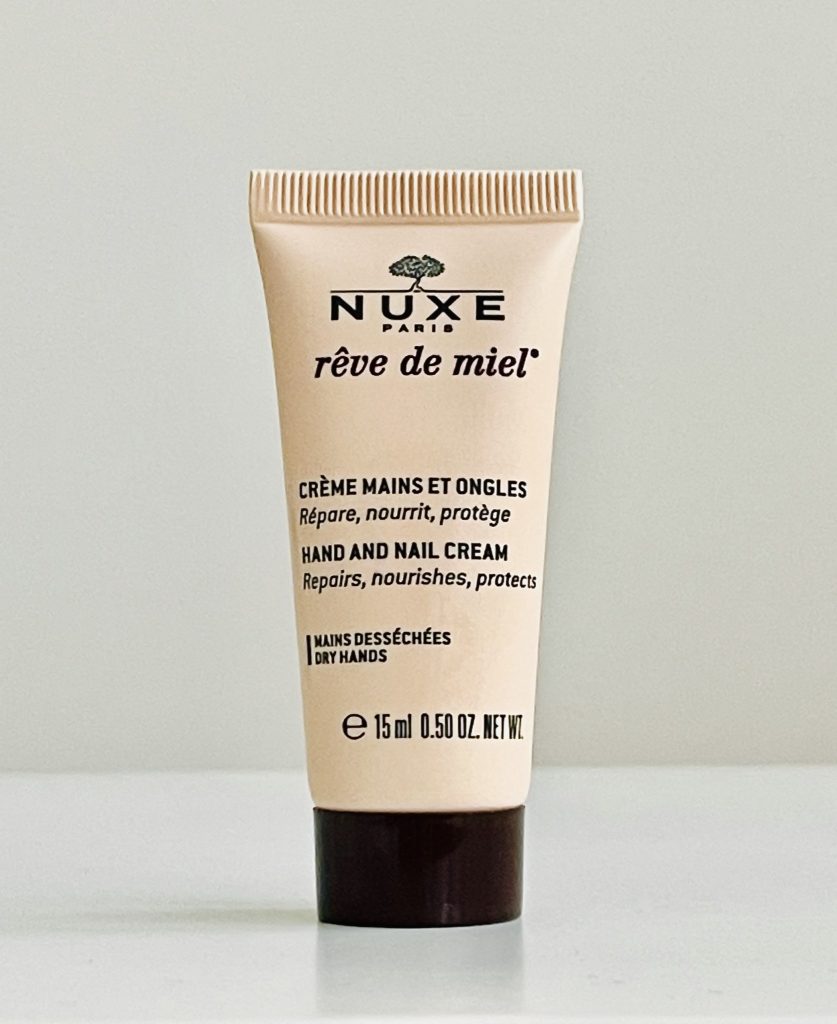 NUXE
PARIS
rêve de miel®
CRÈME MAINS ET ONGLES
Répare, nourrit, protège
HAND AND NAIL CREAM
Repairs, nourishes, protects
MAINS DESSÉCHÉES
DRY HANDS
℮ 15 ml 0.50 OZ. NET WT.